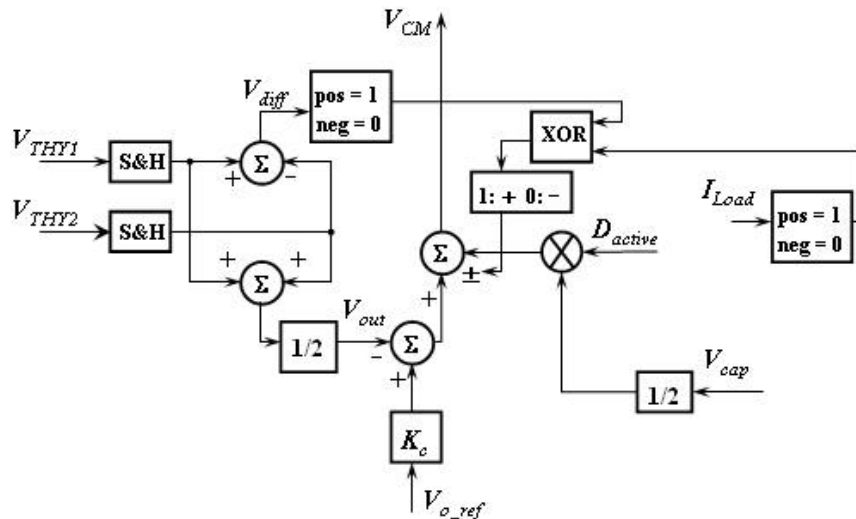 V_CM
V_diff
pos = 1
neg = 0
XOR
V_THY1
S&H
+ Σ -
1: + 0: -
V_THY2
S&H
I_Load
pos = 1
neg = 0
D_active
Σ
±
+ +
Σ
+
V_out
1/2
- Σ
+
V_cap
1/2
K_c
V_o_ref